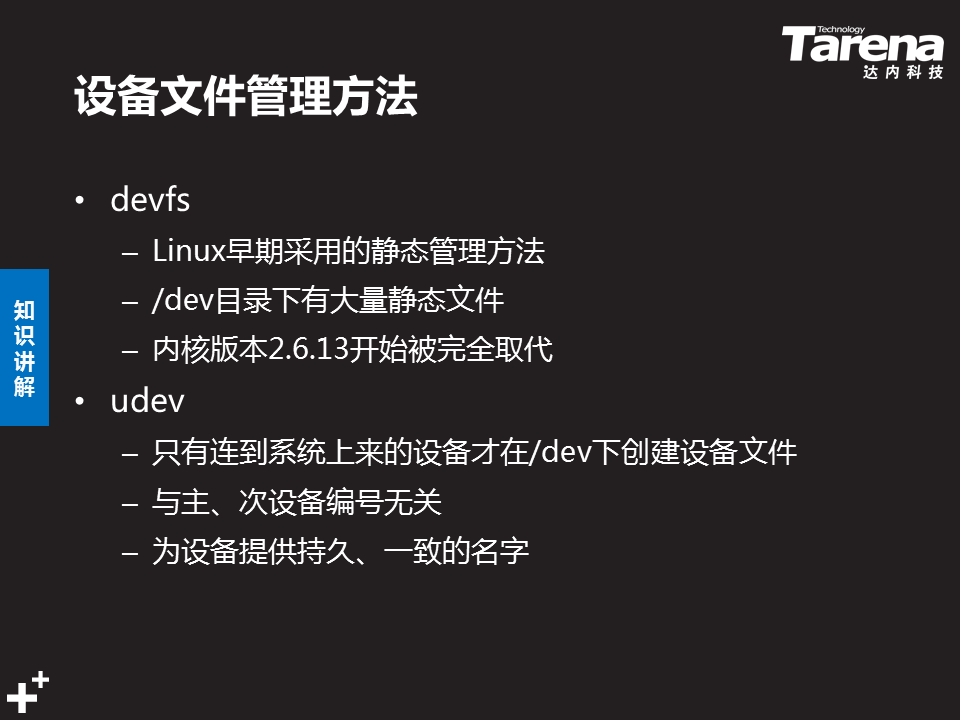 Technology
Tarena
达内科技
设备文件管理方法
• devfs
– Linux早期采用的静态管理方法
– /dev目录下有大量静态文件
– 内核版本2.6.13开始被完全取代
• udev
– 只有连到系统上来的设备才在/dev下创建设备文件
– 与主、次设备编号无关
– 为设备提供持久、一致的名字
知识讲解